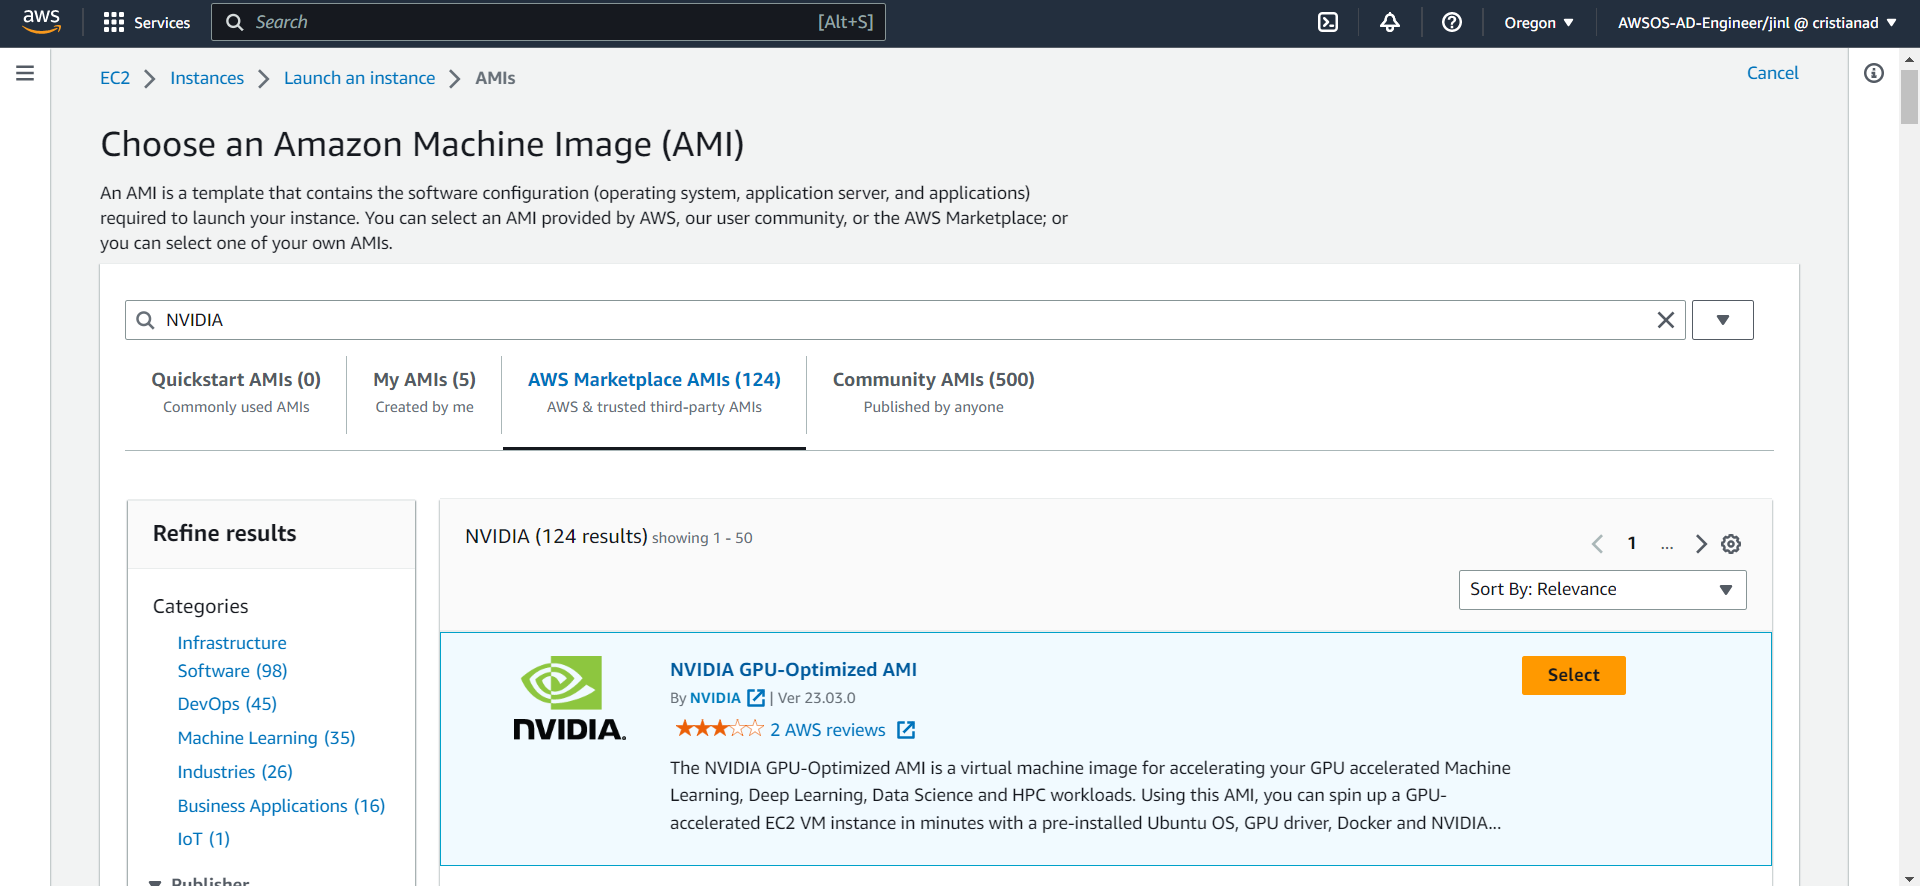 aws
Services
Search
[Alt+S]
Oregon
AWSOS-AD-Engineer/jinl @ cristianad
EC2
Instances
Launch an instance
AMIs
Cancel
Choose an Amazon Machine Image (AMI)
An AMI is a template that contains the software configuration (operating system, application server, and applications)
required to launch your instance. You can select an AMI provided by AWS, our user community, or the AWS Marketplace; or
you can select one of your own AMIs.
NVIDIA
Quickstart AMIs (0)
Commonly used AMIs
My AMIs (5)
Created by me
AWS Marketplace AMIs (124)
AWS & trusted third-party AMIs
Community AMIs (500)
Published by anyone
Refine results
Categories
Infrastructure
Software (98)
DevOps (45)
Machine Learning (35)
Industries (26)
Business Applications (16)
IoT (1)
Publisher
NVIDIA (124 results) showing 1 - 50
1 ...
Sort By: Relevance
NVIDIA.
NVIDIA GPU-Optimized AMI
By NVIDIA | Ver 23.03.0
2 AWS reviews
Select
The NVIDIA GPU-Optimized AMI is a virtual machine image for accelerating your GPU accelerated Machine
Learning, Deep Learning, Data Science and HPC workloads. Using this AMI, you can spin up a GPU-
accelerated EC2 VM instance in minutes with a pre-installed Ubuntu OS, GPU driver, Docker and NVIDIA...